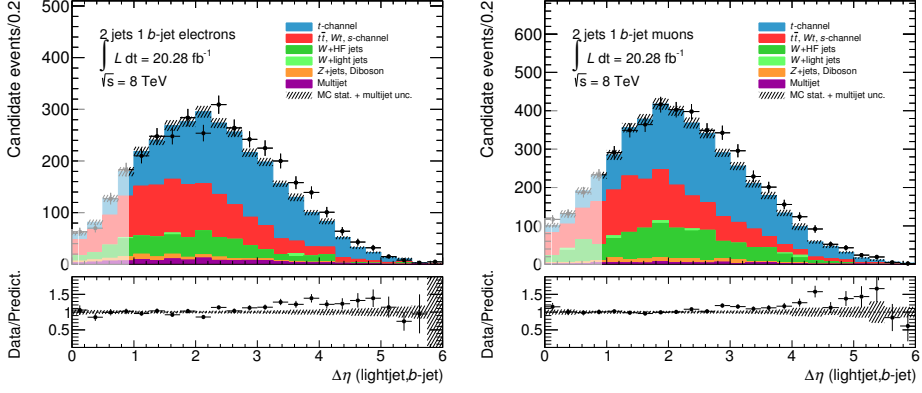 Candidate events/0.2
500
400
300
200
100
0
2 jets 1 b-jet electrons
∫ L dt = 20.28 fb⁻¹
√s = 8 TeV
t-channel
tt̄, Wt, s-channel
W+HF jets
W+light jets
Z+jets, Diboson
Multijet
MC stat. + multijet unc.
Data/Predict.
1.5
1
0.5
0 1 2 3 4 5 6
Δη (lightjet,b-jet)
Candidate events/0.2
600
500
400
300
200
100
0
2 jets 1 b-jet muons
∫ L dt = 20.28 fb⁻¹
√s = 8 TeV
t-channel
tt̄, Wt, s-channel
W+HF jets
W+light jets
Z+jets, Diboson
Multijet
MC stat. + multijet unc.
Data/Predict.
1.5
1
0.5
0 1 2 3 4 5 6
Δη (lightjet,b-jet)